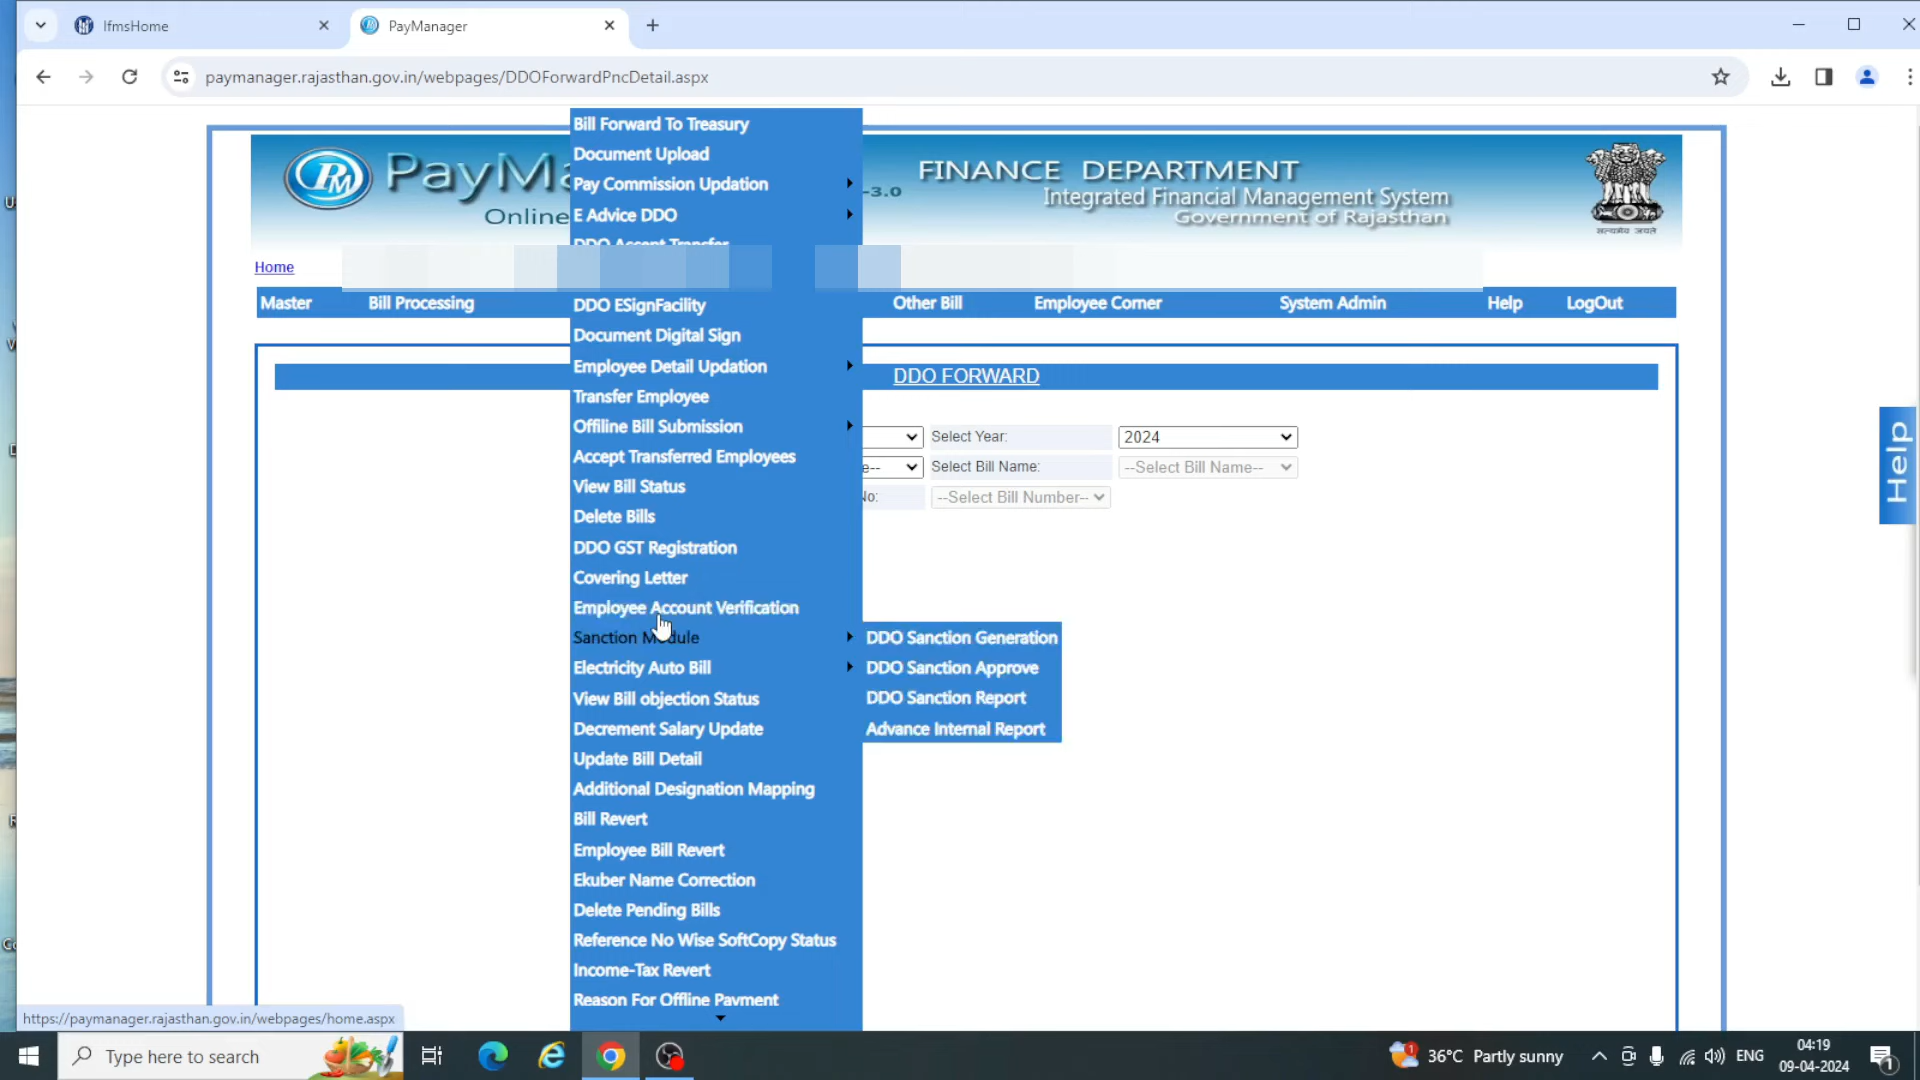 IfmsHome
PayManager
paymanager.rajasthan.gov.in/webpages/DDOForwardPncDetail.aspx
PayMa
-3.0
Online
FINANCE DEPARTMENT
Integrated Financial Management System
Government of Rajasthan
सत्यमेव जयते
Home
Master
Bill Processing
Other Bill
Employee Corner
System Admin
Help
LogOut
Bill Forward To Treasury
Document Upload
Pay Commission Updation
E Advice DDO
DDO Accept Transfer
DDO ESignFacility
Document Digital Sign
Employee Detail Updation
Transfer Employee
Offiline Bill Submission
Accept Transferred Employees
View Bill Status
Delete Bills
DDO GST Registration
Covering Letter
Employee Account Verification
Sanction Module
Electricity Auto Bill
View Bill objection Status
Decrement Salary Update
Update Bill Detail
Additional Designation Mapping
Bill Revert
Employee Bill Revert
Ekuber Name Correction
Delete Pending Bills
Reference No Wise SoftCopy Status
Income-Tax Revert
Reason For Offline Payment
DDO Sanction Generation
DDO Sanction Approve
DDO Sanction Report
Advance Internal Report
DDO FORWARD
Select Year:
2024
e--
Select Bill Name:
--Select Bill Name--
No:
--Select Bill Number--
Help
https://paymanager.rajasthan.gov.in/webpages/home.aspx
Type here to search
36°C Partly sunny
ENG
04:19
09-04-2024
1